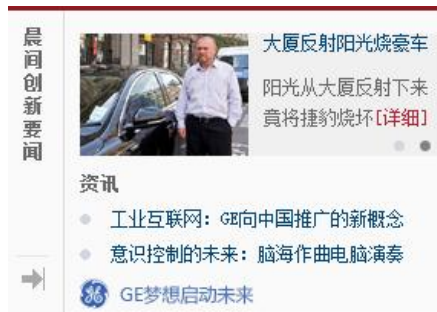 晨间创新要闻
大厦反射阳光烧豪车
阳光从大厦反射下来
竟将捷豹烧坏[详细]
资讯
工业互联网：GE向中国推广的新概念
意识控制的未来：脑海作曲电脑演奏
GE梦想启动未来